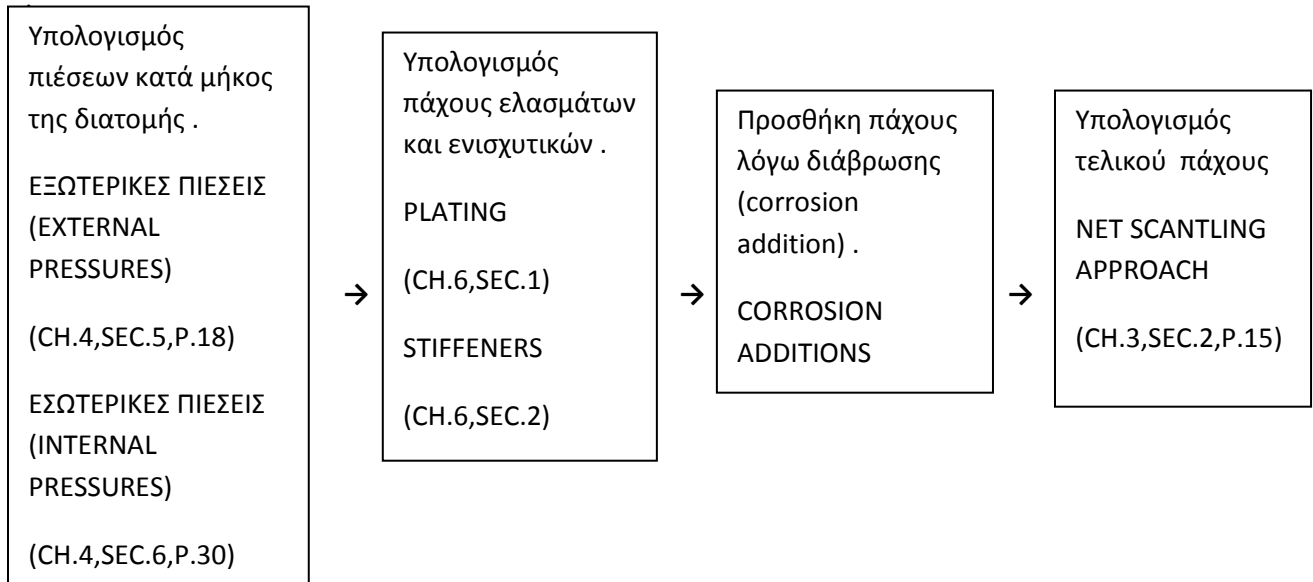 Υπολογισμός
πιέσεων κατά μήκος
της διατομής .
ΕΞΩΤΕΡΙΚΕΣ ΠΙΕΣΕΙΣ
(EXTERNAL
PRESSURES)
(CH.4,SEC.5,P.18)
ΕΣΩΤΕΡΙΚΕΣ ΠΙΕΣΕΙΣ
(INTERNAL
PRESSURES)
(CH.4,SEC.6,P.30)
→
Υπολογισμός
πάχους ελασμάτων
και ενισχυτικών .
PLATING
(CH.6,SEC.1)
STIFFENERS
(CH.6,SEC.2)
→
Προσθήκη πάχους
λόγω διάβρωσης
(corrosion
addition) .
CORROSION
ADDITIONS
→
Υπολογισμός
τελικού πάχους
NET SCANTLING
APPROACH
(CH.3,SEC.2,P.15)